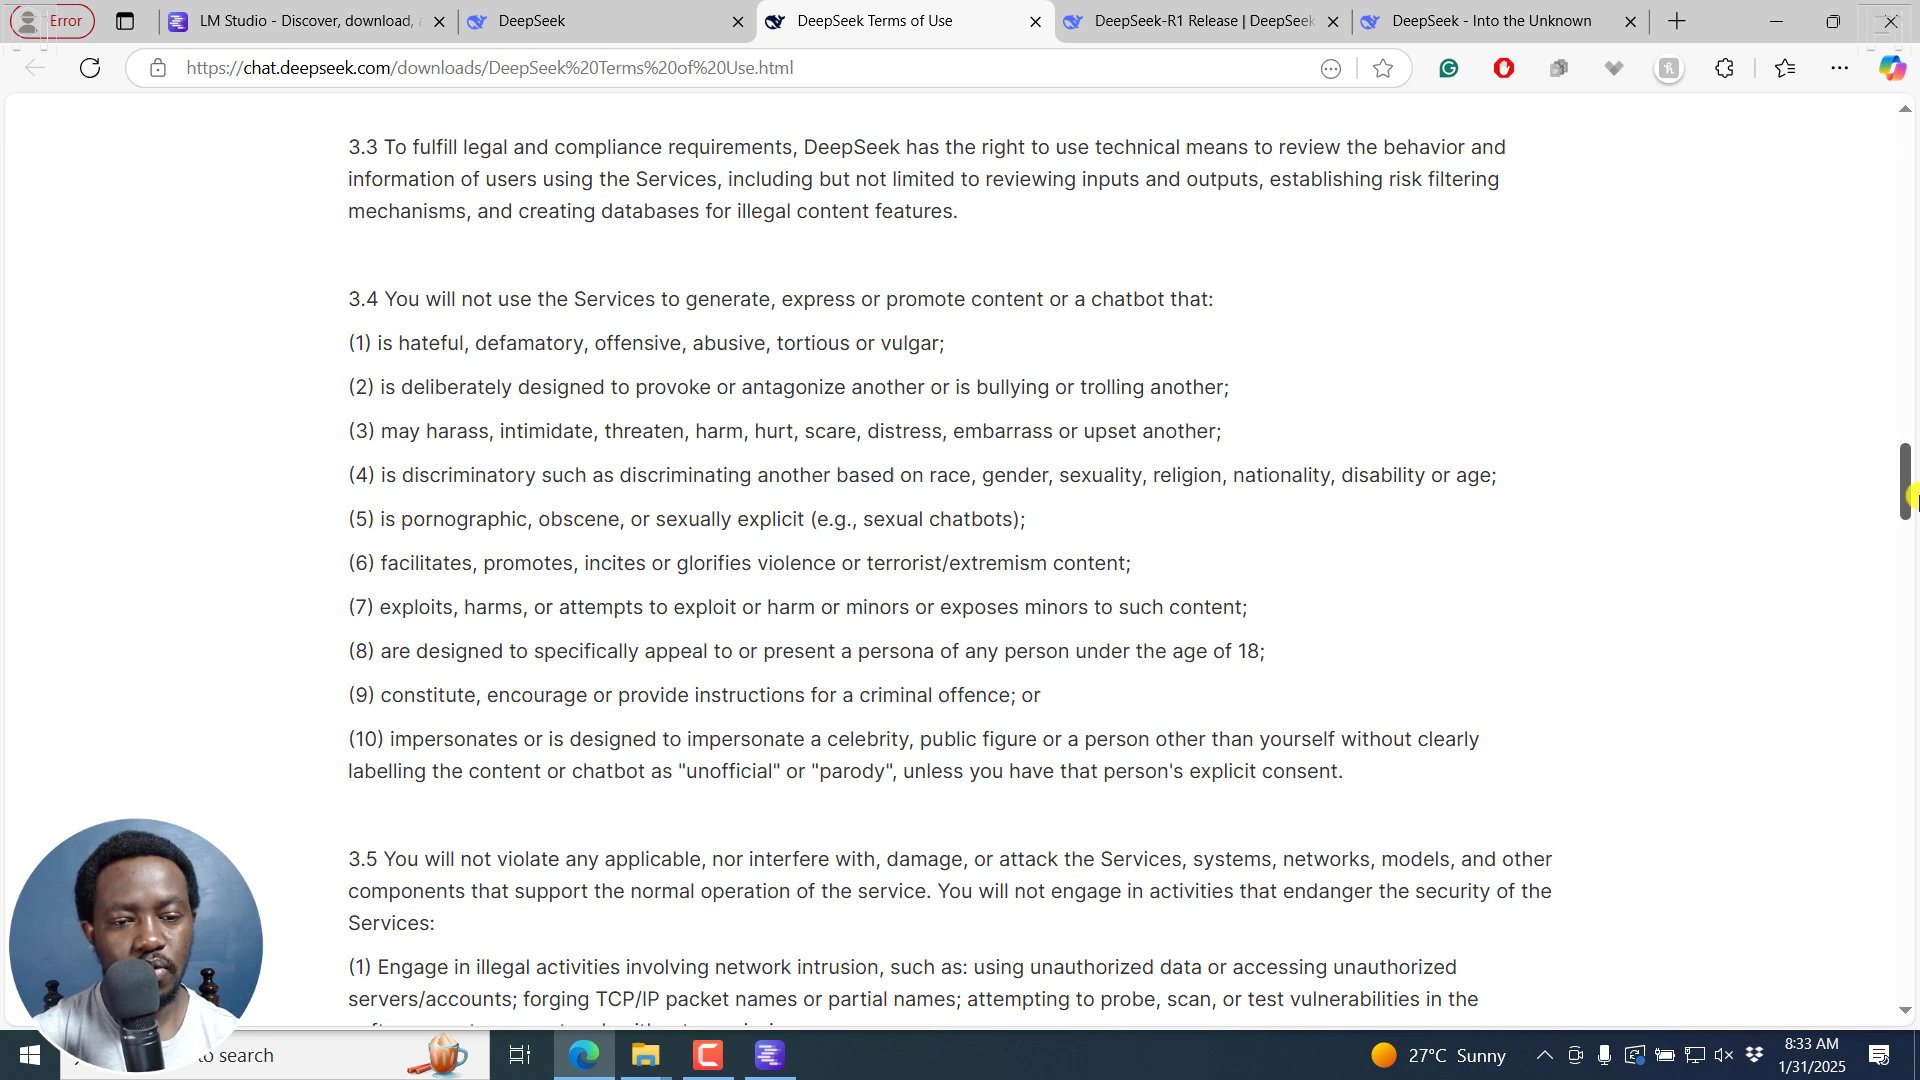 Error
LM Studio - Discover, download, a
DeepSeek
DeepSeek Terms of Use
DeepSeek-R1 Release | DeepSeek
DeepSeek - Into the Unknown
https://chat.deepseek.com/downloads/DeepSeek%20Terms%20of%20Use.html
3.3 To fulfill legal and compliance requirements, DeepSeek has the right to use technical means to review the behavior and
information of users using the Services, including but not limited to reviewing inputs and outputs, establishing risk filtering
mechanisms, and creating databases for illegal content features.
3.4 You will not use the Services to generate, express or promote content or a chatbot that:
(1) is hateful, defamatory, offensive, abusive, tortious or vulgar;
(2) is deliberately designed to provoke or antagonize another or is bullying or trolling another;
(3) may harass, intimidate, threaten, harm, hurt, scare, distress, embarrass or upset another;
(4) is discriminatory such as discriminating another based on race, gender, sexuality, religion, nationality, disability or age;
(5) is pornographic, obscene, or sexually explicit (e.g., sexual chatbots);
(6) facilitates, promotes, incites or glorifies violence or terrorist/extremism content;
(7) exploits, harms, or attempts to exploit or harm or minors or exposes minors to such content;
(8) are designed to specifically appeal to or present a persona of any person under the age of 18;
(9) constitute, encourage or provide instructions for a criminal offence; or
(10) impersonates or is designed to impersonate a celebrity, public figure or a person other than yourself without clearly
labelling the content or chatbot as "unofficial" or "parody", unless you have that person's explicit consent.
3.5 You will not violate any applicable, nor interfere with, damage, or attack the Services, systems, networks, models, and other
components that support the normal operation of the service. You will not engage in activities that endanger the security of the
Services:
(1) Engage in illegal activities involving network intrusion, such as: using unauthorized data or accessing unauthorized
servers/accounts; forging TCP/IP packet names or partial names; attempting to probe, scan, or test vulnerabilities in the
to search
27°C Sunny
8:33 AM
1/31/2025